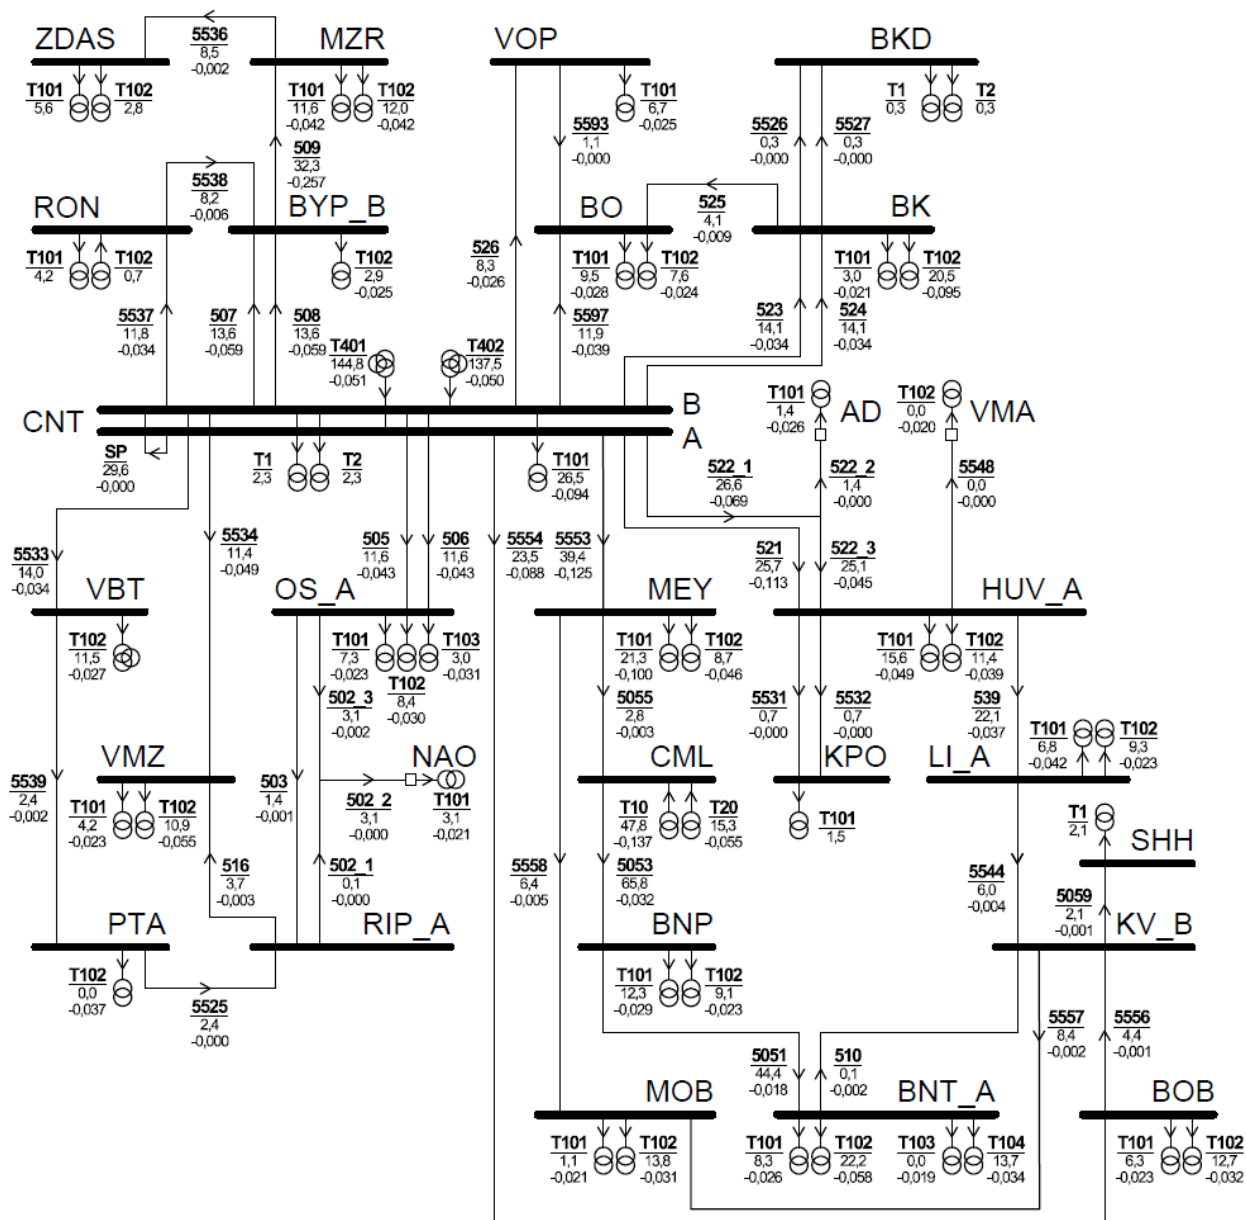 ZDAS
5536
8,5
-0,002
MZR
VOP
BKD
T101
5,6
T102
2,8
T101
11,6
-0,042
T102
12,0
-0,042
T101
6,7
-0,025
T1
0,3
T2
0,3
509
32,3
-0,257
5593
1,1
-0,000
5526
0,3
-0,000
5527
0,3
-0,000
RON
5538
8,2
-0,006
BYP_B
BO
525
4,1
-0,009
BK
T101
4,2
T102
0,7
T102
2,9
-0,025
526
8,3
-0,026
T101
9,5
-0,028
T102
7,6
-0,024
T101
3,0
-0,021
T102
20,5
-0,095
5537
11,8
-0,034
507
13,6
-0,059
508
13,6
-0,059
T401
144,8
-0,051
T402
137,5
-0,050
5597
11,9
-0,039
523
14,1
-0,034
524
14,1
-0,034
CNT
B
A
T101
1,4
-0,026
AD
T102
0,0
-0,020
VMA
SP
29,6
-0,000
T1
2,3
T2
2,3
T101
26,5
-0,094
522_1
26,6
-0,069
522_2
1,4
-0,000
5548
0,0
-0,000
5533
14,0
-0,034
5534
11,4
-0,049
505
11,6
-0,043
506
11,6
-0,043
5554
23,5
-0,088
5553
39,4
-0,125
521
25,7
-0,113
522_3
25,1
-0,045
VBT
OS_A
MEY
HUV_A
T102
11,5
-0,027
T101
7,3
-0,023
T102
8,4
-0,030
T103
3,0
-0,031
T101
21,3
-0,100
T102
8,7
-0,046
T101
15,6
-0,049
T102
11,4
-0,039
502_3
3,1
-0,002
5055
2,8
-0,003
5531
0,7
-0,000
5532
0,7
-0,000
539
22,1
-0,037
T101
6,8
-0,042
T102
9,3
-0,023
VMZ
NAO
CML
KPO
LI_A
5539
2,4
-0,002
T101
4,2
-0,023
T102
10,9
-0,055
503
1,4
-0,001
502_2
3,1
-0,000
T101
3,1
-0,021
T10
47,8
-0,137
T20
15,3
-0,055
T101
1,5
T1
2,1
SHH
516
3,7
-0,003
502_1
0,1
-0,000
5558
6,4
-0,005
5053
65,8
-0,032
5544
6,0
-0,004
5059
2,1
-0,001
PTA
RIP_A
BNP
KV_B
T102
0,0
-0,037
5525
2,4
-0,000
T101
12,3
-0,029
T102
9,1
-0,023
5557
8,4
-0,002
5556
4,4
-0,001
5051
44,4
-0,018
510
0,1
-0,002
MOB
BNT_A
BOB
T101
1,1
-0,021
T102
13,8
-0,031
T101
8,3
-0,026
T102
22,2
-0,058
T103
0,0
-0,019
T104
13,7
-0,034
T101
6,3
-0,023
T102
12,7
-0,032